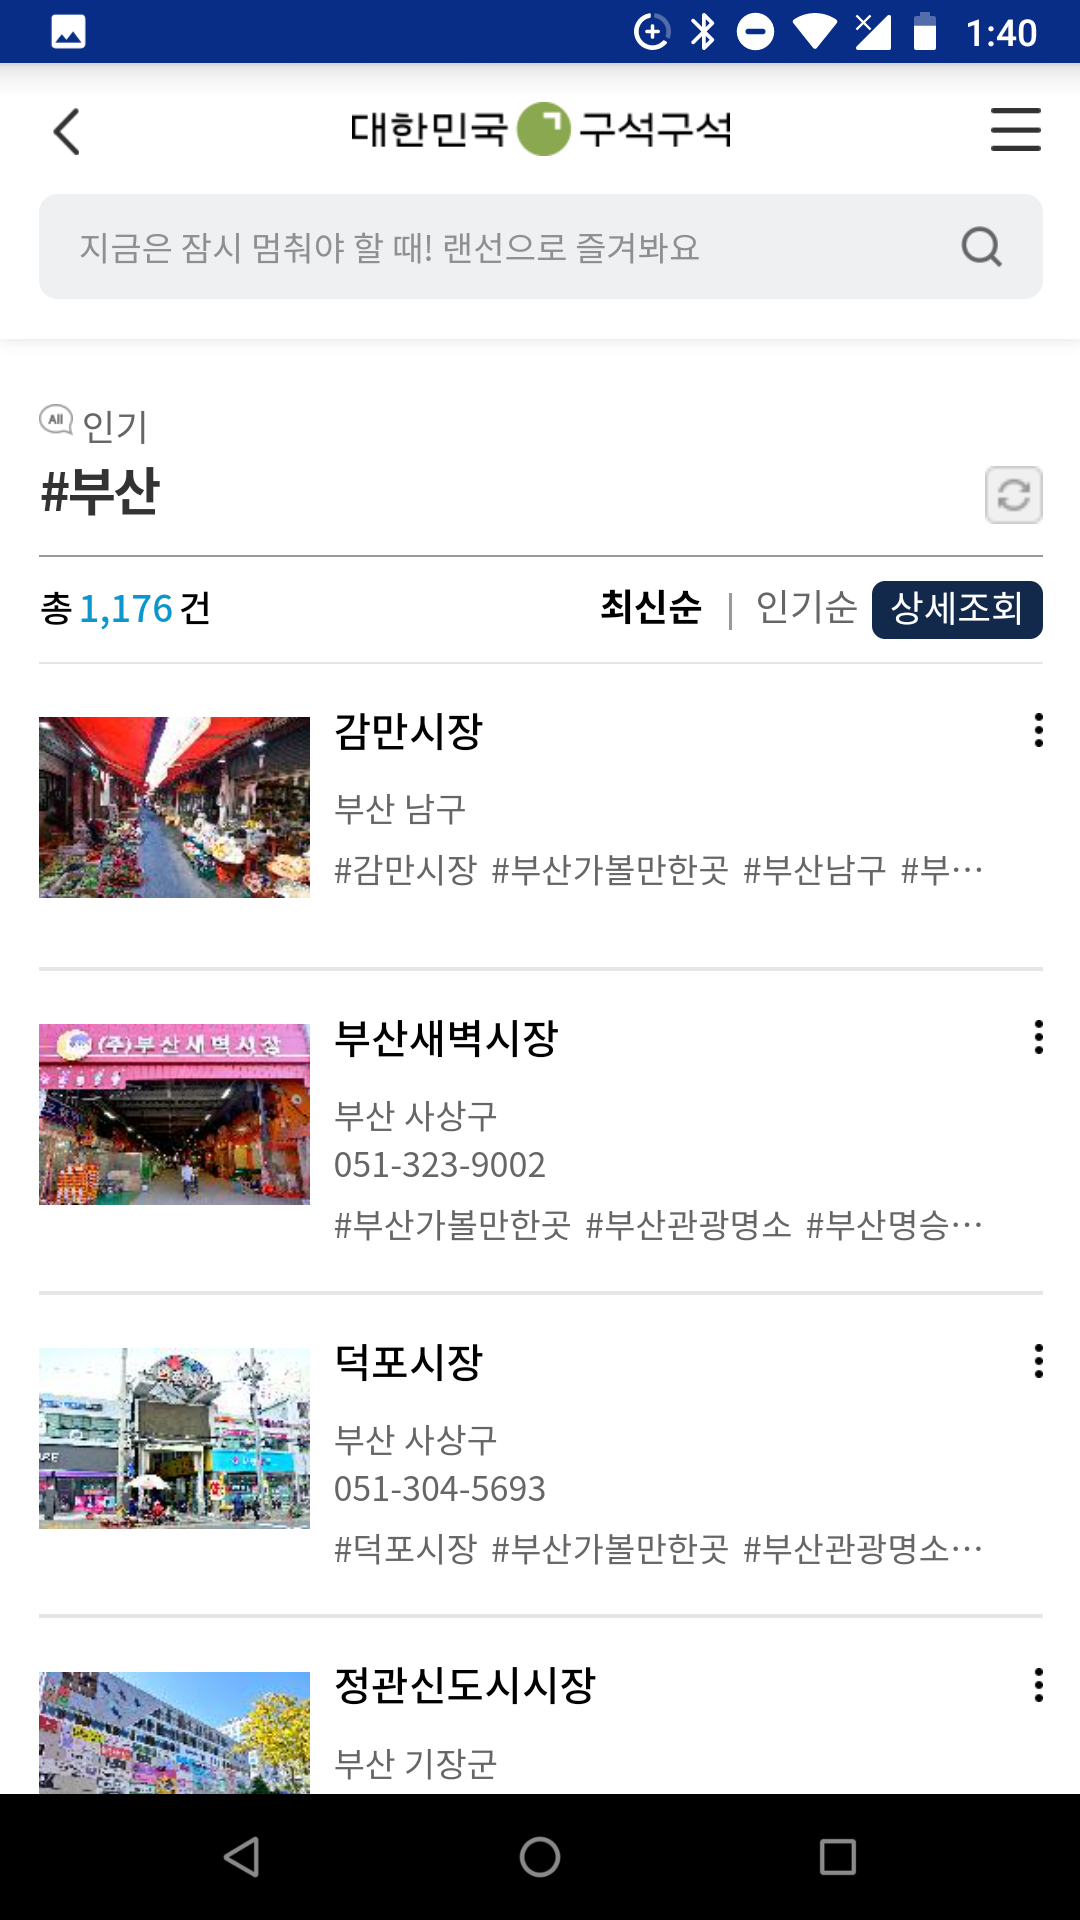 1:40
대한민국 구석구석
지금은 잠시 멈춰야 할 때! 랜선으로 즐겨봐요
All 인기
#부산
총 1,176 건 최신순 | 인기순 상세조회
감만시장
부산 남구
#감만시장 #부산가볼만한곳 #부산남구 #부…
(주)부산새벽시장
부산새벽시장
부산 사상구
051-323-9002
#부산가볼만한곳 #부산관광명소 #부산명승…
덕포시장
부산 사상구
051-304-5693
#덕포시장 #부산가볼만한곳 #부산관광명소…
정관신도시시장
부산 기장군